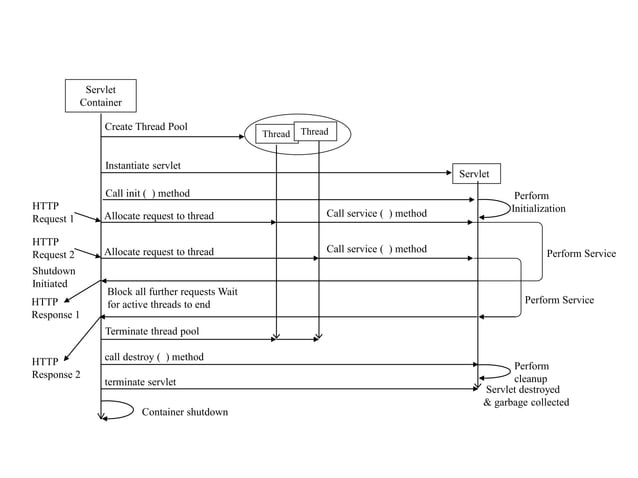 Servlet
Container
Create Thread Pool
Thread
Thread
Instantiate servlet
Servlet
Call init ( ) method
Perform
Initialization
HTTP
Request 1
Allocate request to thread
Call service ( ) method
HTTP
Request 2
Allocate request to thread
Call service ( ) method
Perform Service
Shutdown
Initiated
Block all further requests Wait
for active threads to end
HTTP
Response 1
Perform Service
Terminate thread pool
HTTP
Response 2
call destroy ( ) method
Perform
cleanup
terminate servlet
Servlet destroyed
& garbage collected
Container shutdown